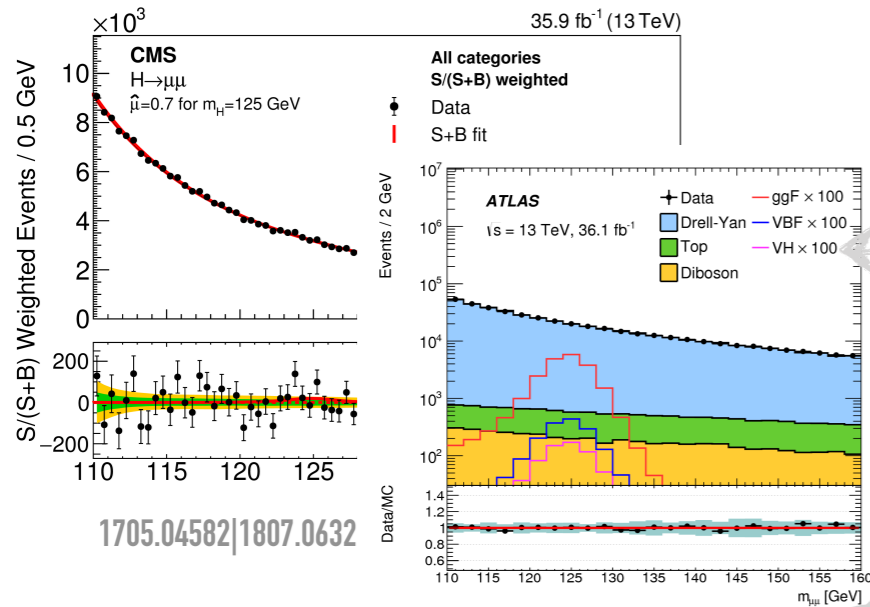 ×10³
35.9 fb⁻¹ (13 TeV)
CMS
H→μμ
μ̂=0.7 for m_H=125 GeV
All categories
S/(S+B) weighted
Data
S+B fit
S/(S+B) Weighted Events / 0.5 GeV
10
8
6
4
2
0
200
0
−200
110 115 120 125
1705.04582|1807.0632
ATLAS
√s = 13 TeV, 36.1 fb⁻¹
Data
Drell-Yan
Top
Diboson
ggF × 100
VBF × 100
VH × 100
Events / 2 GeV
10⁷
10⁶
10⁵
10⁴
10³
10²
Data/MC
1.4
1.2
1.0
0.8
0.6
110 115 120 125 130 135 140 145 150 155 160
m_μμ [GeV]